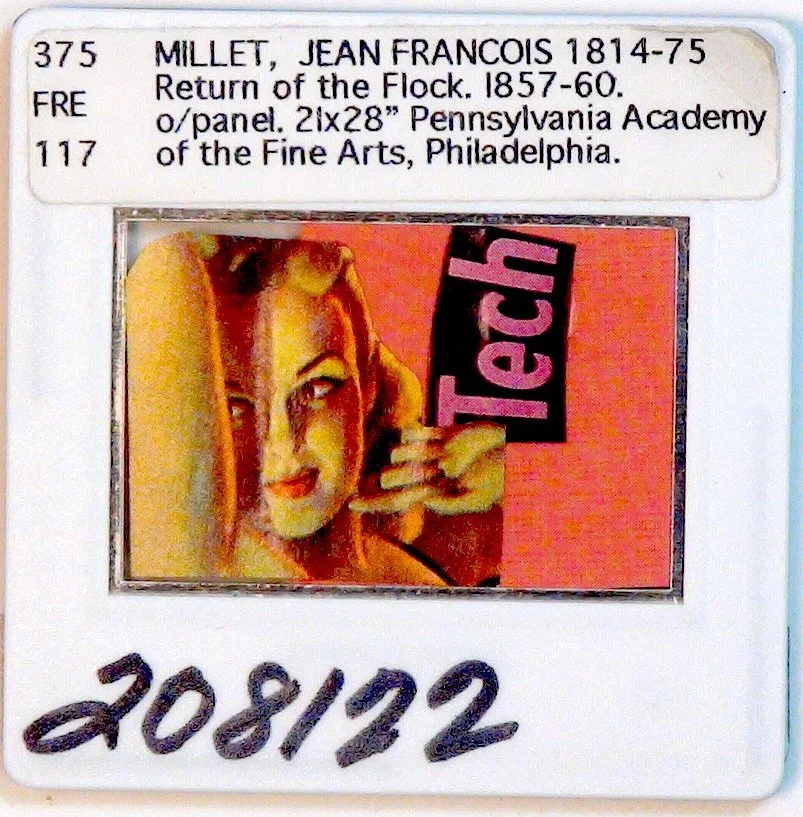 375 MILLET, JEAN FRANCOIS 1814-75
Return of the Flock. 1857-60.
FRE o/panel. 21x28” Pennsylvania Academy
117 of the Fine Arts, Philadelphia.
Tech
208122